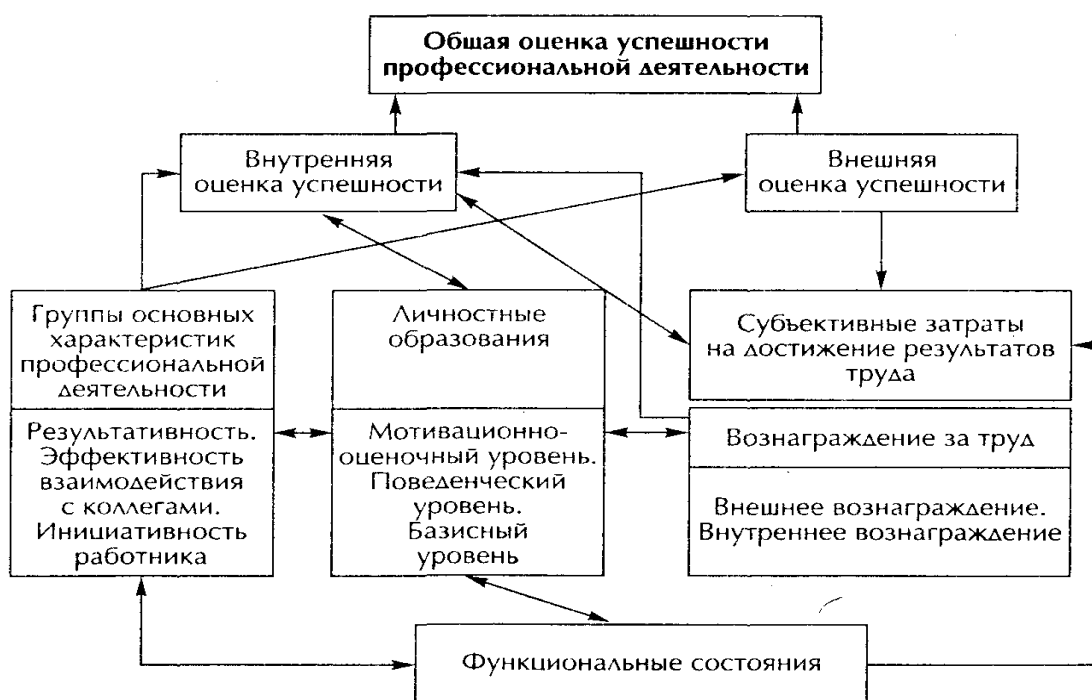 Общая оценка успешности
профессиональной деятельности
Внутренняя
оценка успешности
Внешняя
оценка успешности
Группы основных
характеристик
профессиональной
деятельности
Результативность.
Эффективность
взаимодействия
с коллегами.
Инициативность
работника
Личностные
образования
Мотивационно-
оценочный уровень.
Поведенческий
уровень.
Базисный
уровень
Субъективные затраты
на достижение результатов
труда
Вознаграждение за труд
Внешнее вознаграждение.
Внутреннее вознаграждение
Функциональные состояния